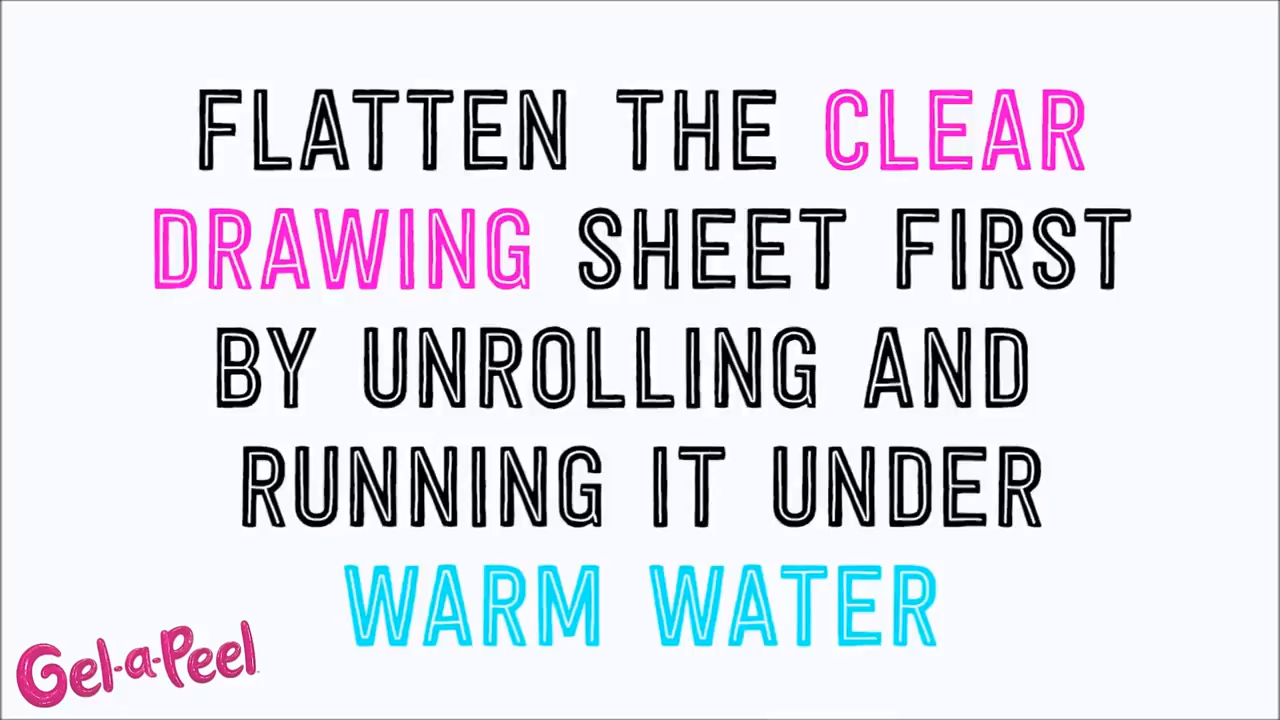 FLATTEN THE CLEAR
DRAWING SHEET FIRST
BY UNROLLING AND
RUNNING IT UNDER
WARM WATER
Gel-a-Peel